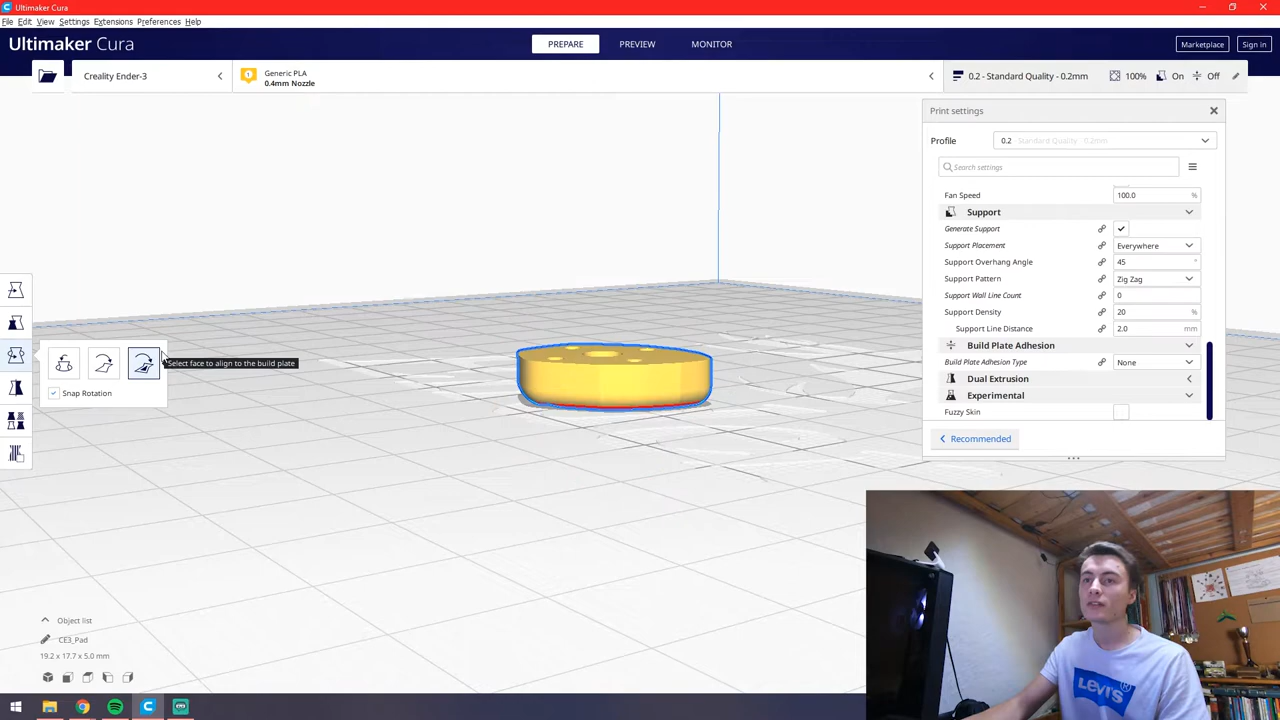 Ultimaker Cura
File Edit View Settings Extensions Preferences Help
Ultimaker Cura
PREPARE
PREVIEW
MONITOR
Marketplace
Sign in
Creality Ender-3
1
Generic PLA
0.4mm Nozzle
0.2 - Standard Quality - 0.2mm
100%
On
Off
Print settings
Profile
0.2 Standard Quality - 0.2mm
Search settings
Fan Speed 100.0 %
Support
Generate Support
Support Placement Everywhere
Support Overhang Angle 45 °
Support Pattern Zig Zag
Support Wall Line Count 0
Support Density 20 %
Support Line Distance 2.0 mm
Build Plate Adhesion
Build Plate Adhesion Type None
Dual Extrusion
Experimental
Fuzzy Skin
Recommended
Select face to align to the build plate
Snap Rotation
Object list
CE3_Pad
19.2 x 17.7 x 5.0 mm
LEVI'S